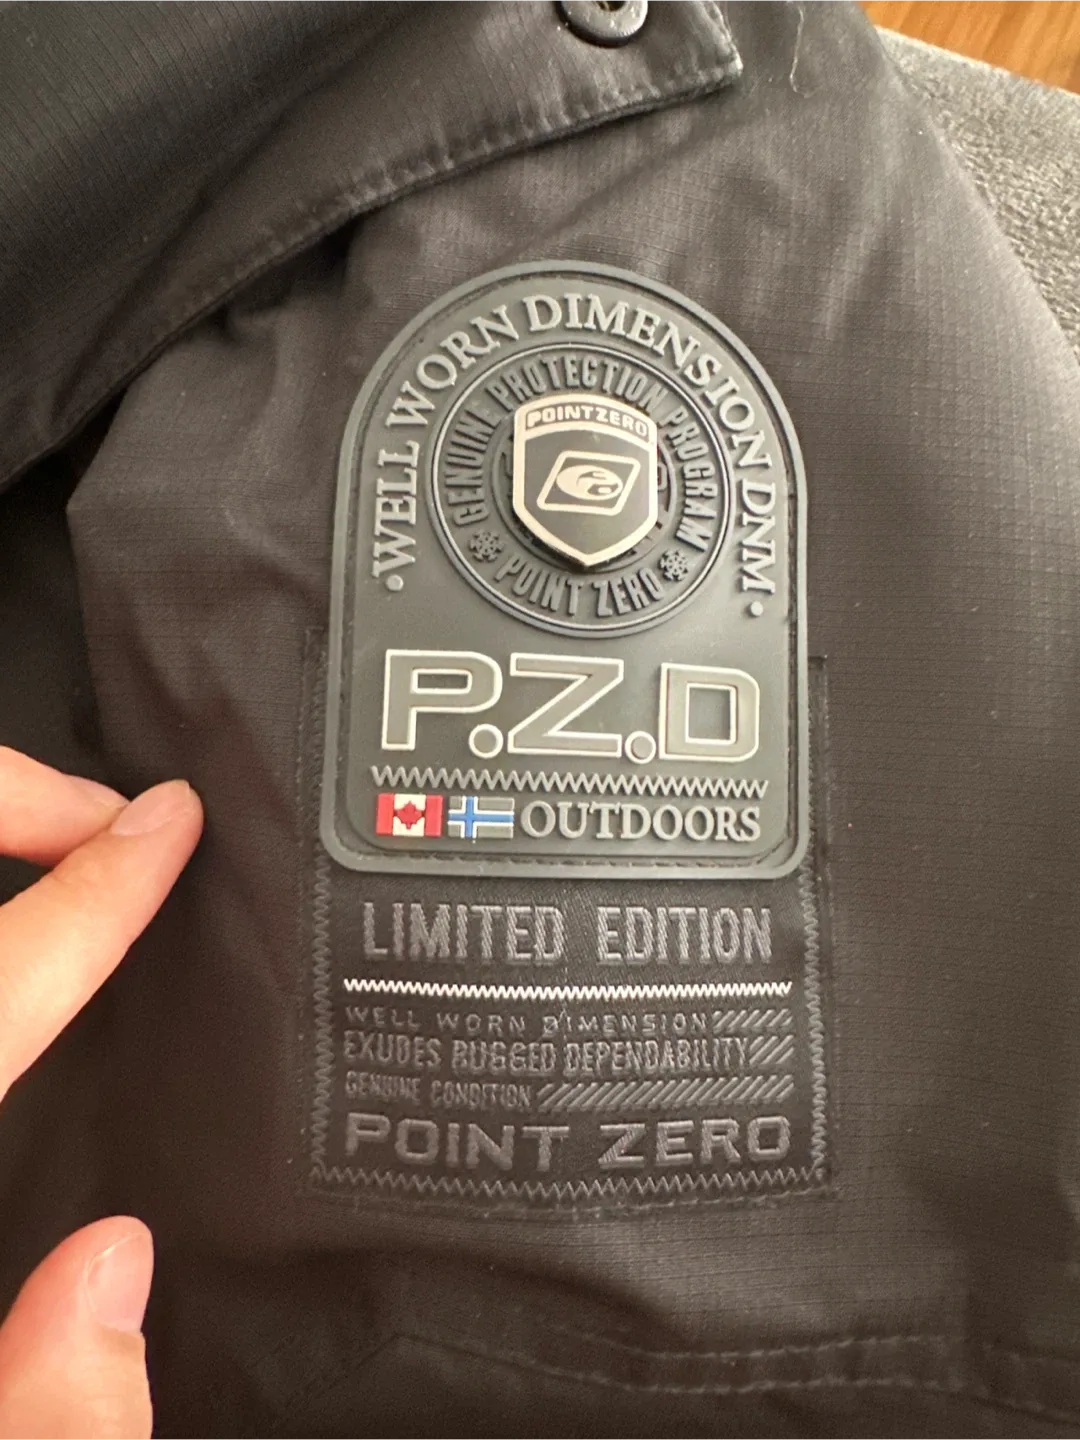 ·WELL WORN DIMENSION DNM·
GENUINE PROTECTION PROGRAM
POINTZERO
POINT ZERO
P.Z.D
OUTDOORS
LIMITED EDITION
WELL WORN DIMENSION
EXUDES RUGGED DEPENDABILITY
GENUINE CONDITION
POINT ZERO